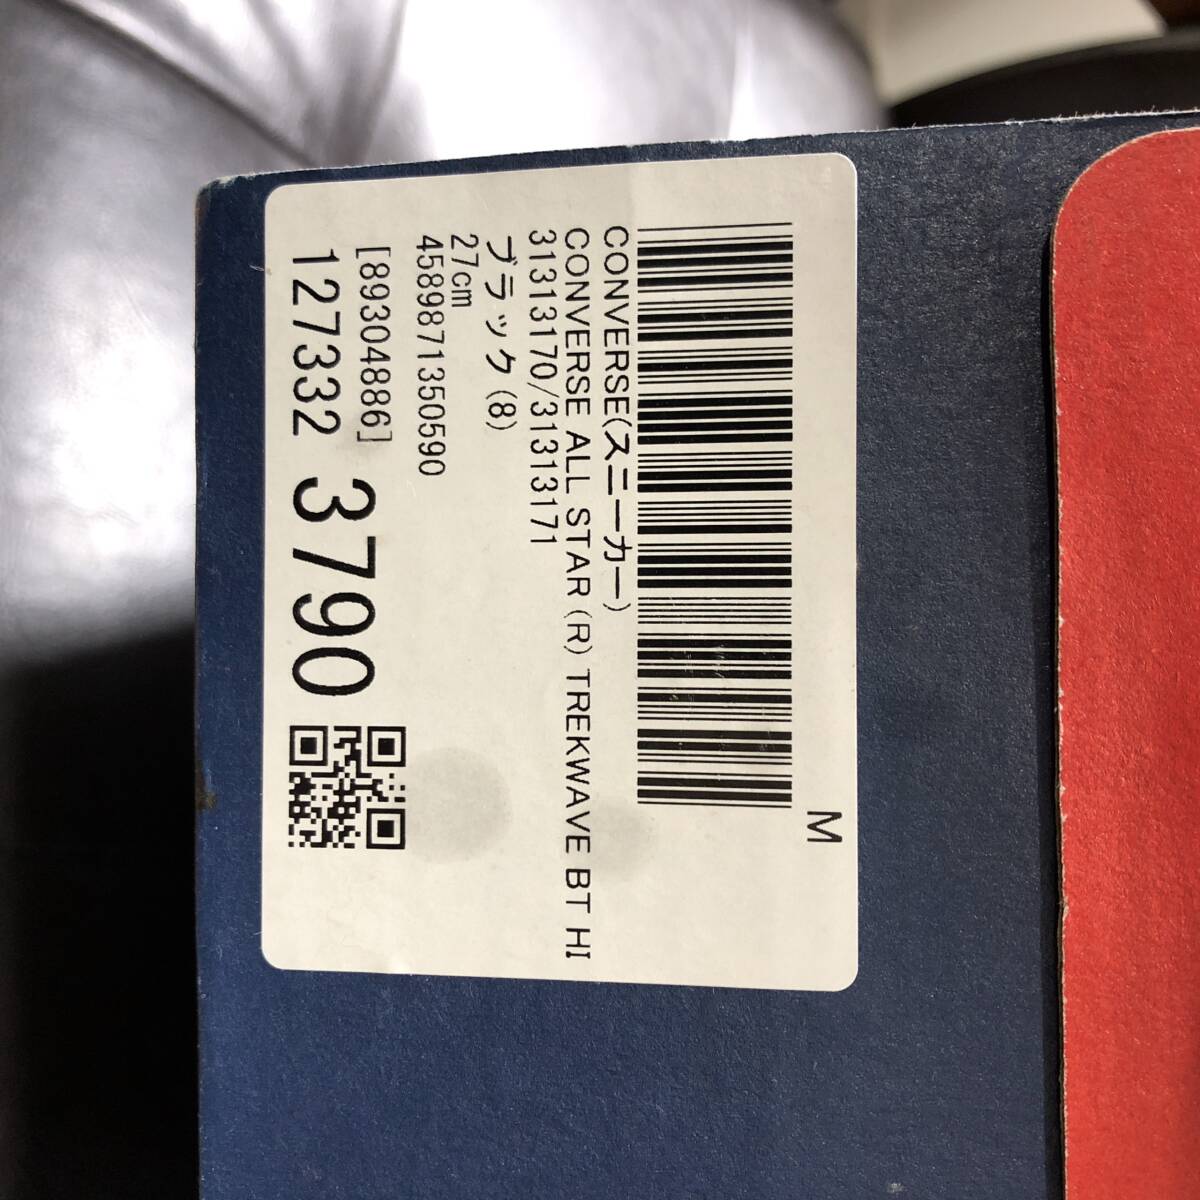 M
CONVERSE(スニーカー)
CONVERSE ALL STAR (R) TREKWAVE BT HI
31313170/31313171
ブラック(8)
27cm
4589871350590
[89304886]
127332 3790